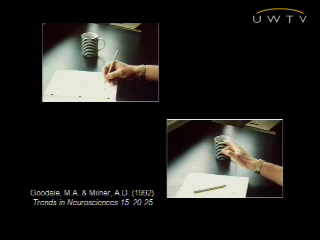 UWTV
Goodale, M.A. & Milner, A.D. (1992)
Trends in Neurosciences 15: 20-25